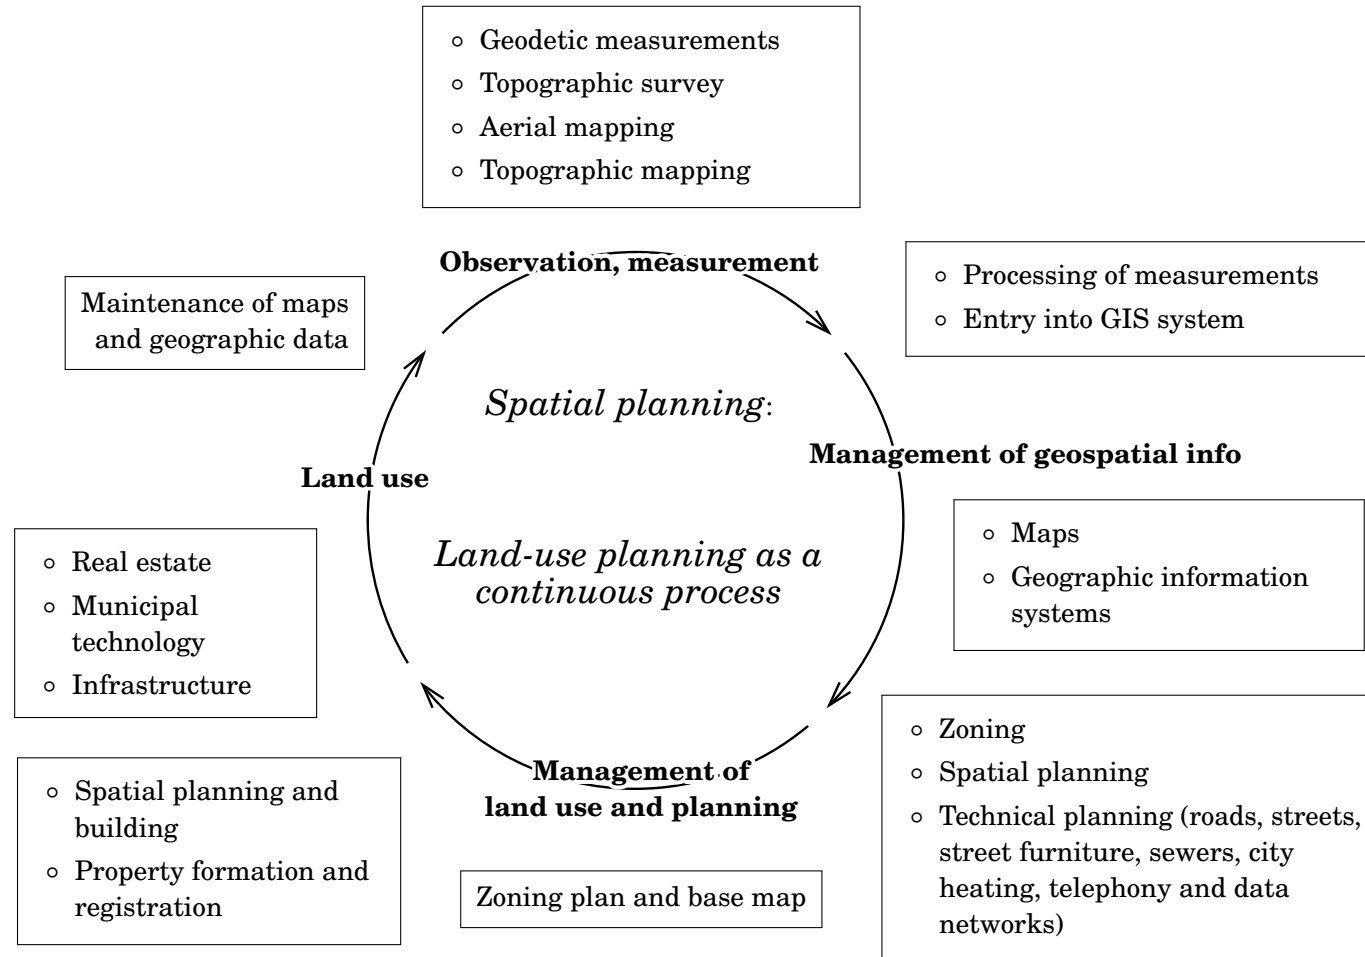 ◦ Geodetic measurements
◦ Topographic survey
◦ Aerial mapping
◦ Topographic mapping
Observation, measurement
◦ Processing of measurements
◦ Entry into GIS system
Maintenance of maps
and geographic data
Spatial planning:
Management of geospatial info
Land use
Land-use planning as a
continuous process
◦ Maps
◦ Geographic information
systems
◦ Real estate
◦ Municipal
technology
◦ Infrastructure
◦ Zoning
◦ Spatial planning
◦ Technical planning (roads, streets,
street furniture, sewers, city
heating, telephony and data
networks)
Management of
land use and planning
◦ Spatial planning and
building
◦ Property formation and
registration
Zoning plan and base map